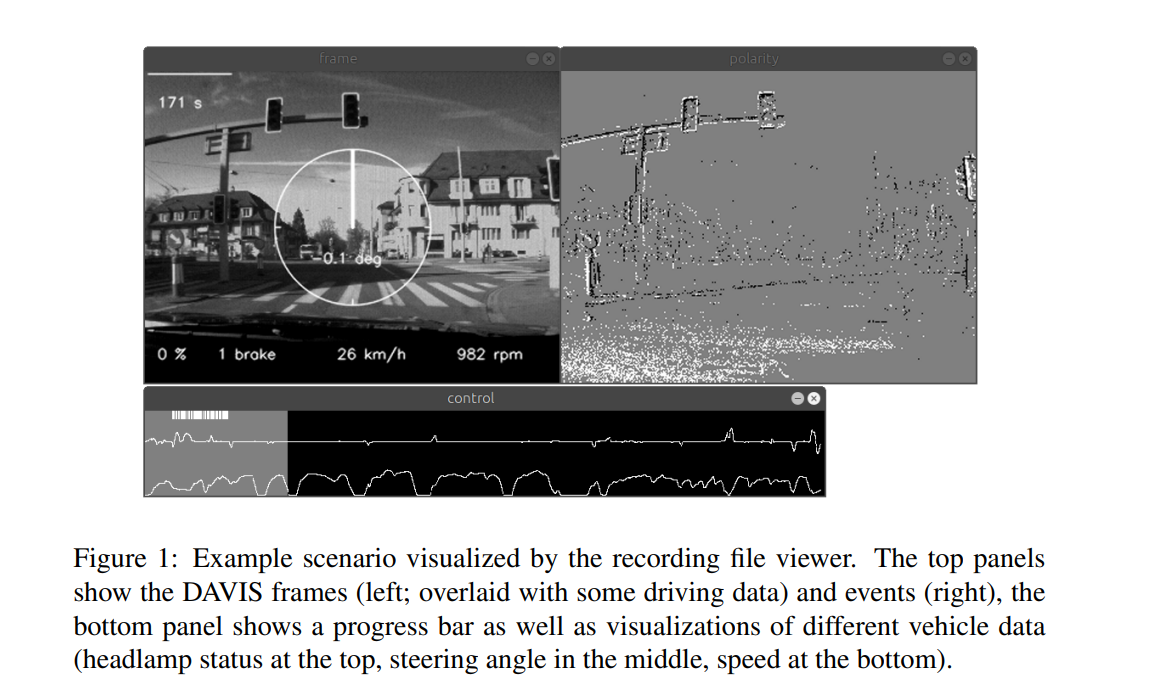 frame
polarity
171 s
-0.1 deg
0 % 1 brake 26 km/h 982 rpm
control
Figure 1: Example scenario visualized by the recording file viewer. The top panels
show the DAVIS frames (left; overlaid with some driving data) and events (right), the
bottom panel shows a progress bar as well as visualizations of different vehicle data
(headlamp status at the top, steering angle in the middle, speed at the bottom).